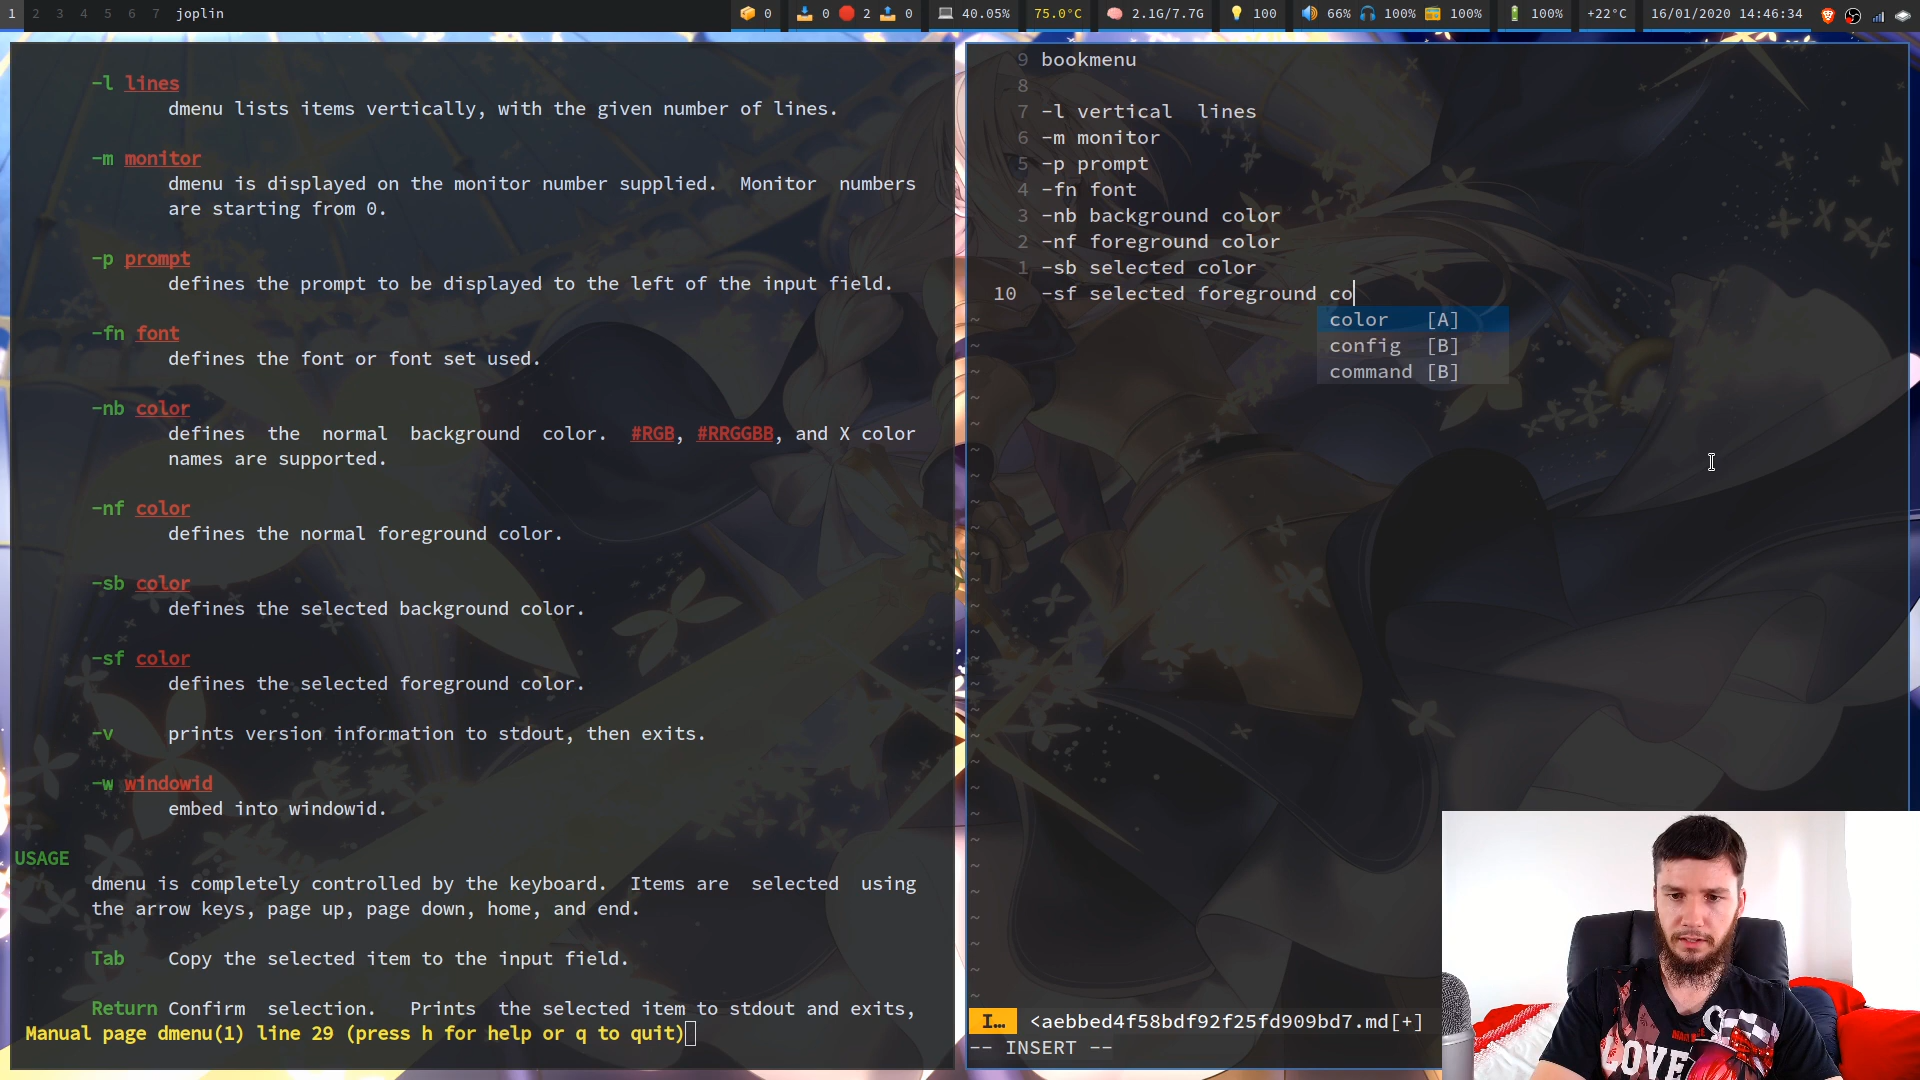 1 2 3 4 5 6 7 joplin
0 0 2 0 40.05% 75.0°C 2.1G/7.7G 100 66% 100% 100% 100% +22°C 16/01/2020 14:46:34
-l lines
dmenu lists items vertically, with the given number of lines.
-m monitor
dmenu is displayed on the monitor number supplied.  Monitor  numbers
are starting from 0.
-p prompt
defines the prompt to be displayed to the left of the input field.
-fn font
defines the font or font set used.
-nb color
defines  the  normal  background  color.  #RGB, #RRGGBB, and X color
names are supported.
-nf color
defines the normal foreground color.
-sb color
defines the selected background color.
-sf color
defines the selected foreground color.
-v     prints version information to stdout, then exits.
-w windowid
embed into windowid.
USAGE
dmenu is completely controlled by the keyboard.  Items are  selected  using
the arrow keys, page up, page down, home, and end.
Tab    Copy the selected item to the input field.
Return Confirm  selection.   Prints  the selected item to stdout and exits,
Manual page dmenu(1) line 29 (press h for help or q to quit)
9 bookmenu
8
7 -l vertical  lines
6 -m monitor
5 -p prompt
4 -fn font
3 -nb background color
2 -nf foreground color
1 -sb selected color
10 -sf selected foreground co
color [A]
config [B]
command [B]
I… <aebbed4f58bdf92f25fd909bd7.md[+]
-- INSERT --